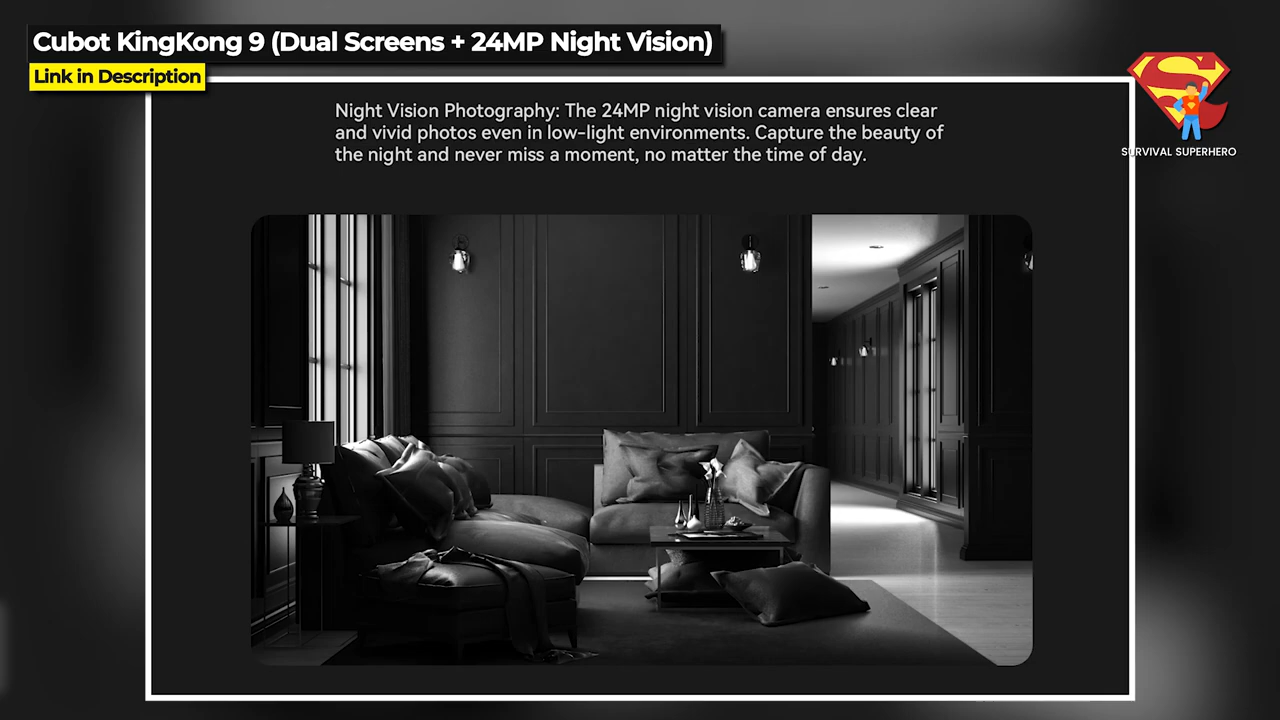 Cubot KingKong 9 (Dual Screens + 24MP Night Vision)
Link in Description
SURVIVAL SUPERHERO
Night Vision Photography: The 24MP night vision camera ensures clear
and vivid photos even in low-light environments. Capture the beauty of
the night and never miss a moment, no matter the time of day.